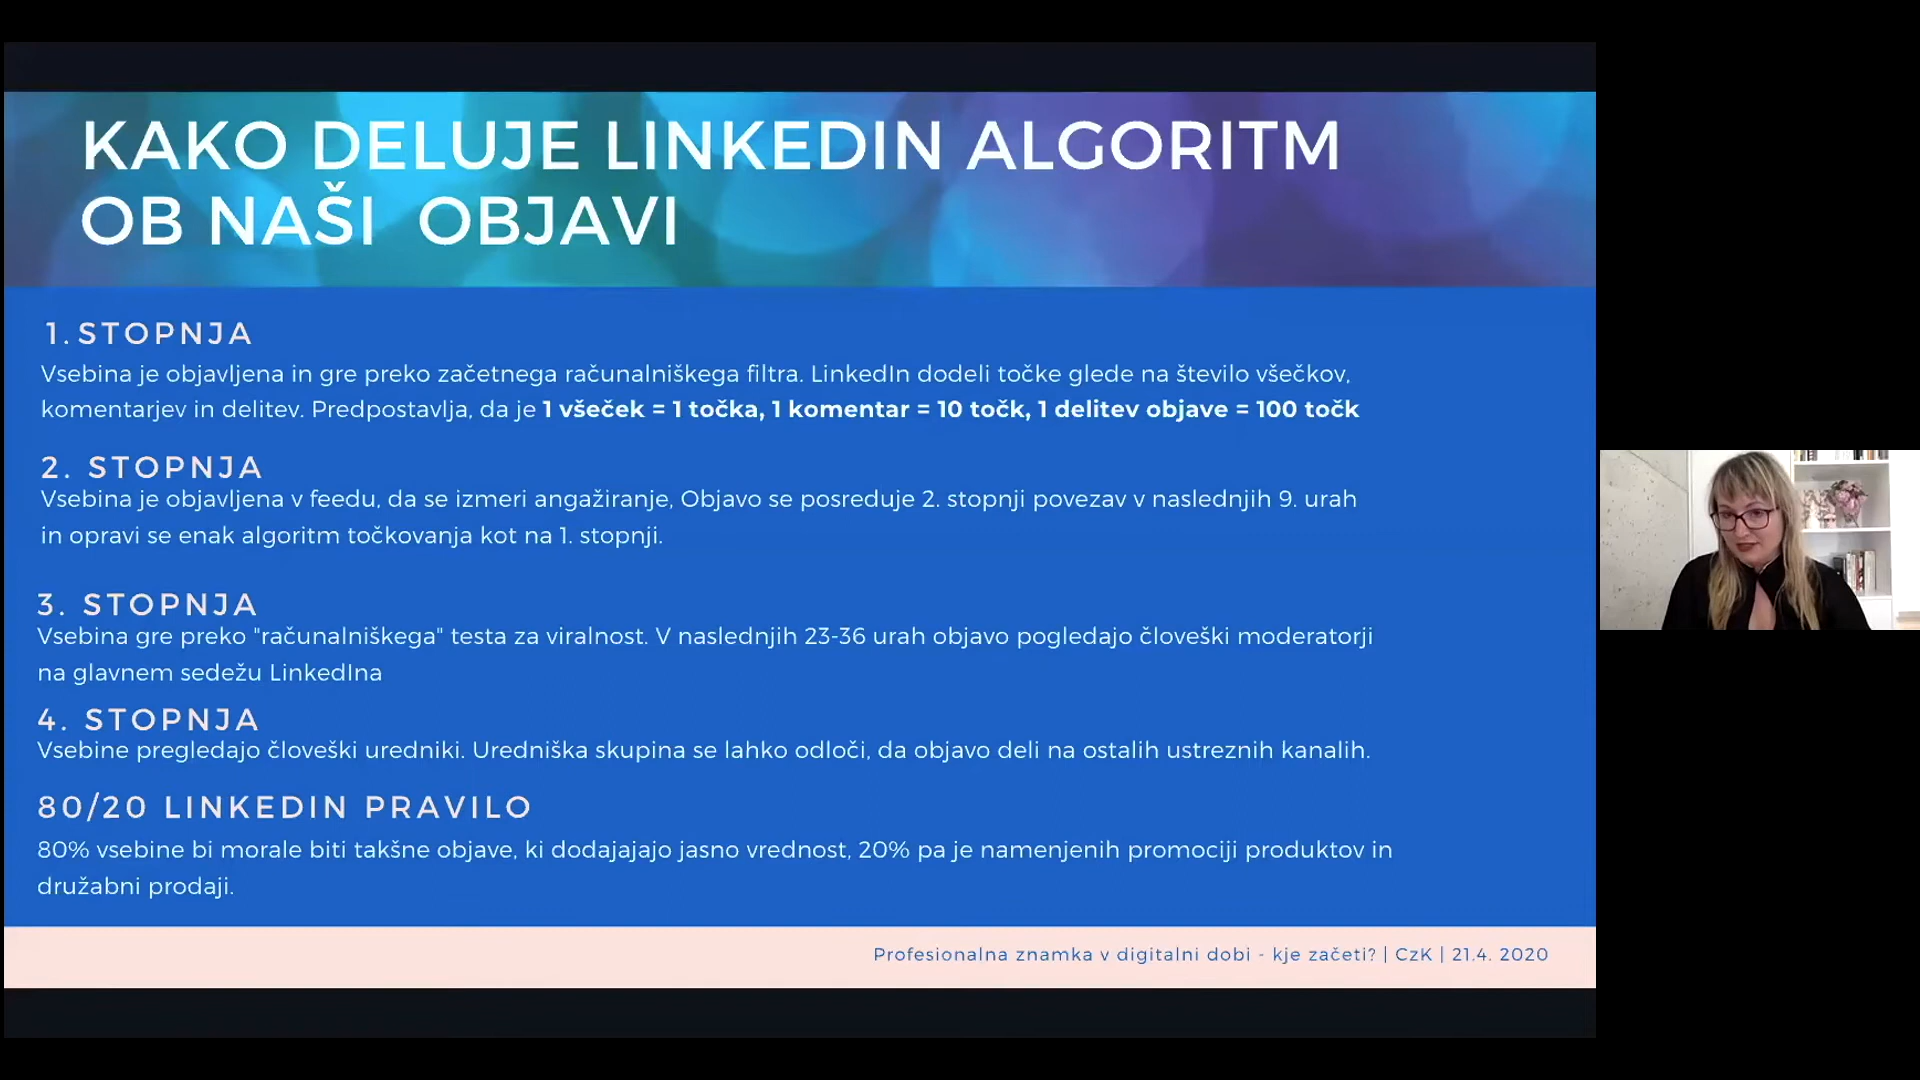 KAKO DELUJE LINKEDIN ALGORITM
OB NAŠI OBJAVI
1. STOPNJA
Vsebina je objavljena in gre preko začetnega računalniškega filtra. LinkedIn dodeli točke glede na število všečkov,
komentarjev in delitev. Predpostavlja, da je 1 všeček = 1 točka, 1 komentar = 10 točk, 1 delitev objave = 100 točk
2. STOPNJA
Vsebina je objavljena v feedu, da se izmeri angažiranje, Objavo se posreduje 2. stopnji povezav v naslednjih 9. urah
in opravi se enak algoritm točkovanja kot na 1. stopnji.
3. STOPNJA
Vsebina gre preko "računalniškega" testa za viralnost. V naslednjih 23-36 urah objavo pogledajo človeški moderatorji
na glavnem sedežu LinkedIna
4. STOPNJA
Vsebine pregledajo človeški uredniki. Uredniška skupina se lahko odloči, da objavo deli na ostalih ustreznih kanalih.
80/20 LINKEDIN PRAVILO
80% vsebine bi morale biti takšne objave, ki dodajajajo jasno vrednost, 20% pa je namenjenih promociji produktov in
družabni prodaji.
Profesionalna znamka v digitalni dobi - kje začeti? | CzK | 21.4. 2020